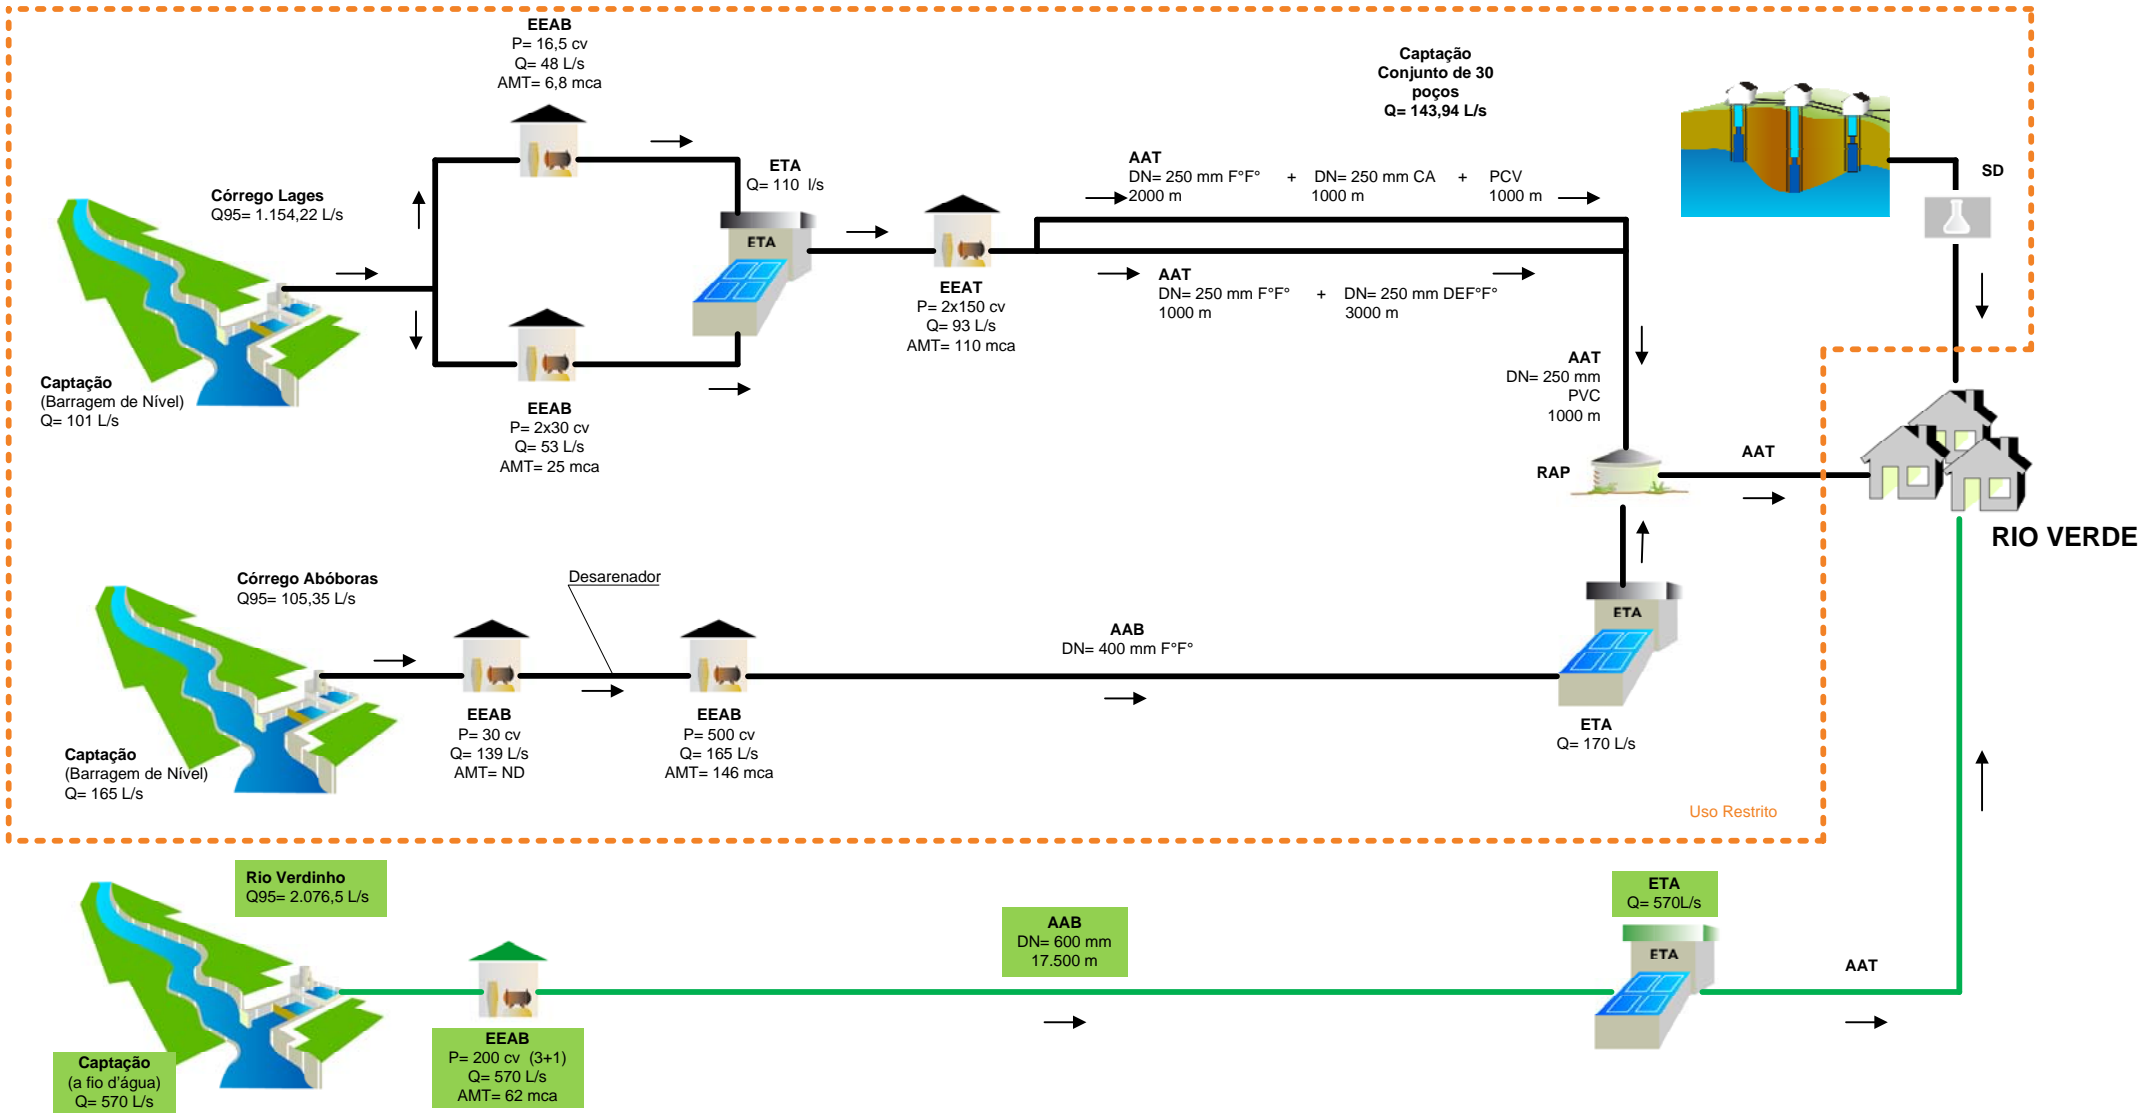 EEAB
P= 16,5 cv
Q= 48 L/s
AMT= 6,8 mca
Captação
Conjunto de 30
poços
Q= 143,94 L/s
SD
Córrego Lages
Q95= 1.154,22 L/s
ETA
Q= 110 l/s
ETA
AAT
DN= 250 mm F°F° + DN= 250 mm CA + PCV
2000 m 1000 m 1000 m
AAT
DN= 250 mm F°F° + DN= 250 mm DEF°F°
1000 m 3000 m
EEAT
P= 2x150 cv
Q= 93 L/s
AMT= 110 mca
Captação
(Barragem de Nível)
Q= 101 L/s
EEAB
P= 2x30 cv
Q= 53 L/s
AMT= 25 mca
AAT
DN= 250 mm
PVC
1000 m
RAP
AAT
RIO VERDE
Córrego Abóboras
Q95= 105,35 L/s
Desarenador
AAB
DN= 400 mm F°F°
ETA
Captação
(Barragem de Nível)
Q= 165 L/s
EEAB
P= 30 cv
Q= 139 L/s
AMT= ND
EEAB
P= 500 cv
Q= 165 L/s
AMT= 146 mca
ETA
Q= 170 L/s
Uso Restrito
Rio Verdinho
Q95= 2.076,5 L/s
AAB
DN= 600 mm
17.500 m
ETA
Q= 570L/s
ETA
AAT
Captação
(a fio d'água)
Q= 570 L/s
EEAB
P= 200 cv (3+1)
Q= 570 L/s
AMT= 62 mca